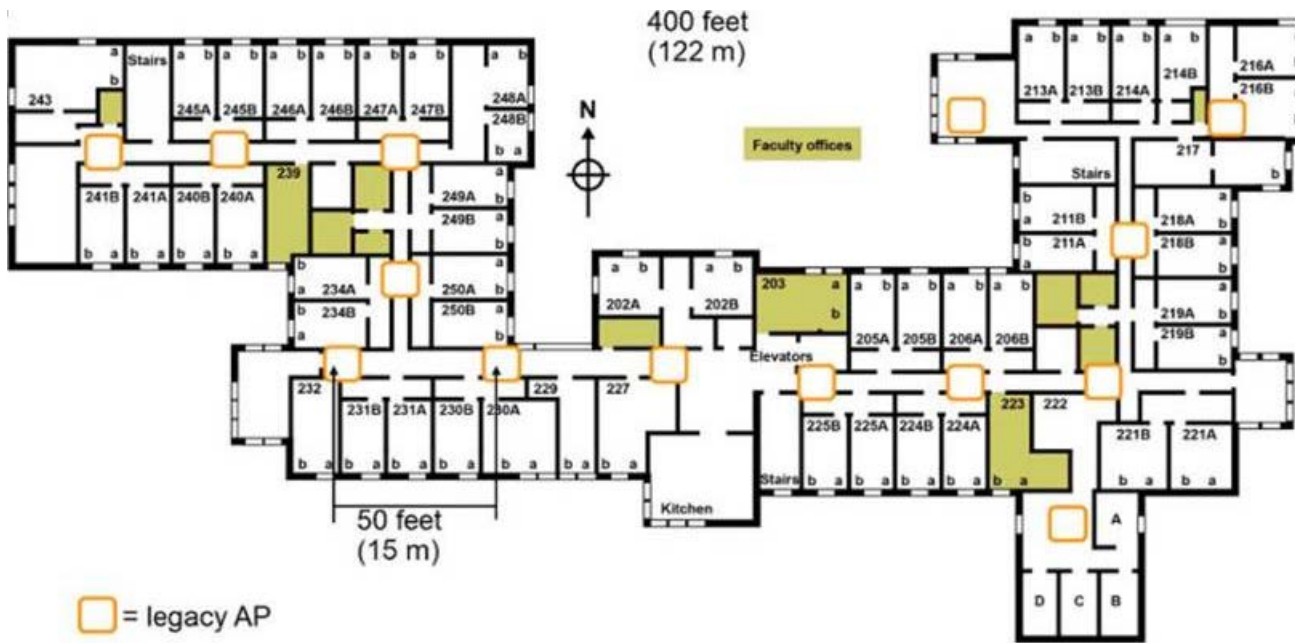 400 feet
(122 m)
N
Faculty offices
Stairs
a b a b a b a b a b a b a b
a
b
243
245A 245B 246A 246B 247A 247B
248A
248B
b a
239
241B 241A 240B 240A
b a b a b a b a
249A
a
b
249B
a
b
b
a
234A
250A
a
b
234B
b
a
250B
a
b
232
231B 231A 230B 230A
229
227
b a b a b a b a b a b a b a
a b a b
202A 202B
203
a
b
Elevators
a b a b a b a b
205A 205B 206A 206B
225B 225A 224B 224A
b a b a b a b a
223
222
b a
Stairs
Kitchen
a b a b a b a b
213A 213B 214A 214B
216A
216B
217
b
Stairs
b
a
211B
b
a
211A
218A
a
b
218B
a
b
219A
a
b
219B
a
b
221B 221A
b a b a
A
D C B
50 feet
(15 m)
= legacy AP